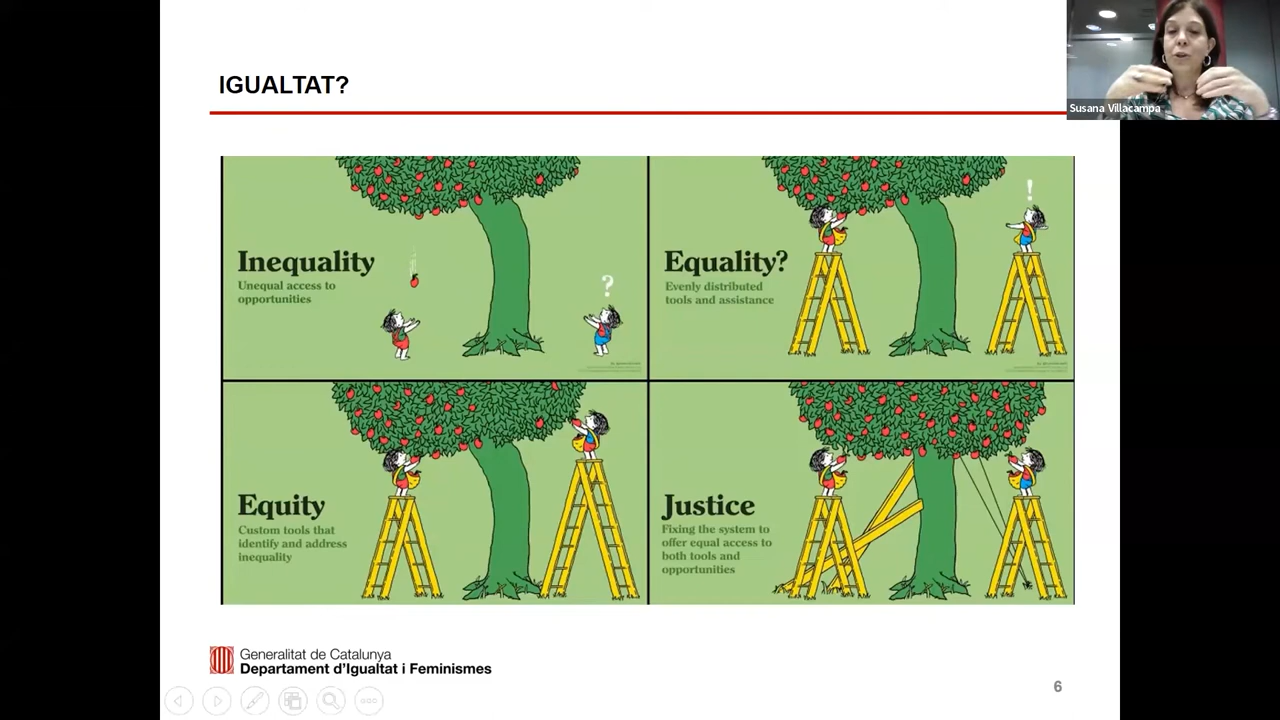 IGUALTAT?
Susana Villacampa
Inequality
Unequal access to
opportunities
?
Equality?
Evenly distributed
tools and assistance
!
Equity
Custom tools that
identify and address
inequality
Justice
Fixing the system to
offer equal access to
both tools and
opportunities
Generalitat de Catalunya
Departament d'Igualtat i Feminismes
6